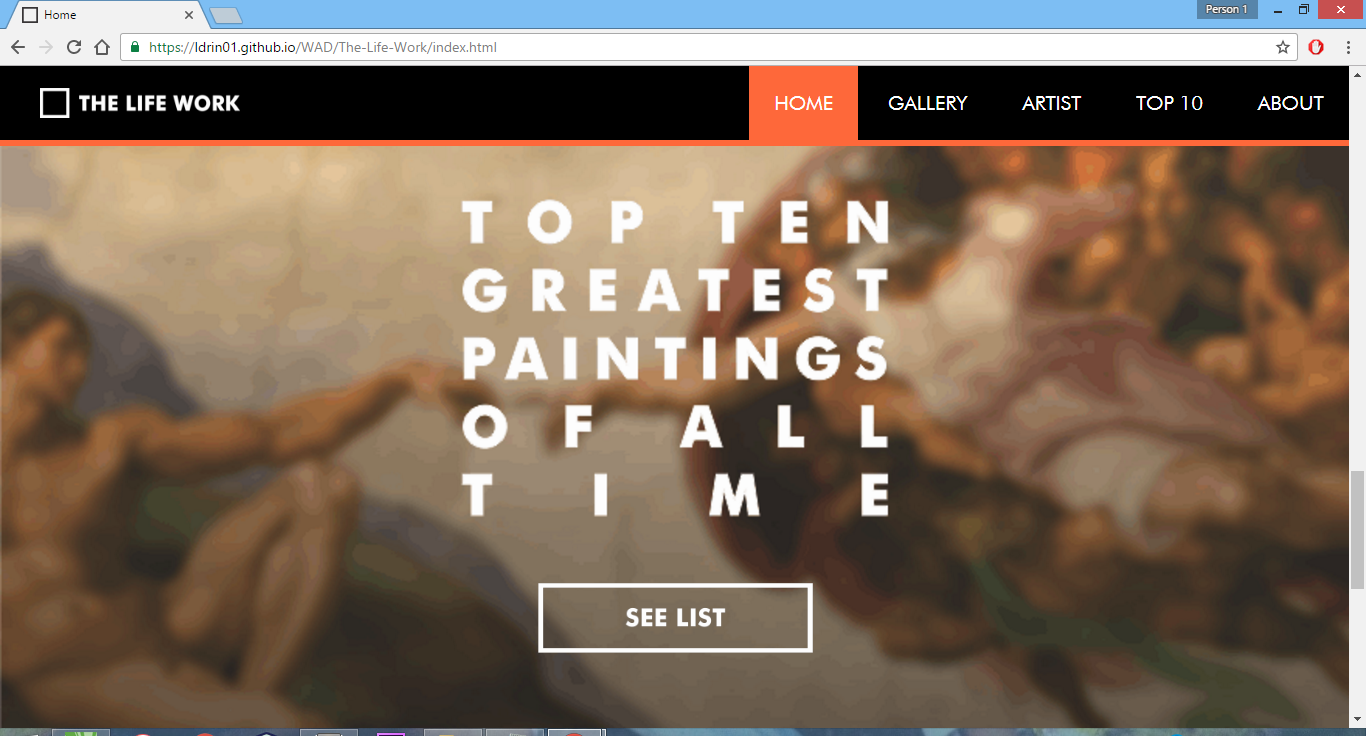 Home
Person 1
https://ldrin01.github.io/WAD/The-Life-Work/index.html
THE LIFE WORK
HOME
GALLERY
ARTIST
TOP 10
ABOUT
TOP TEN
GREATEST
PAINTINGS
OF ALL
TIME
SEE LIST